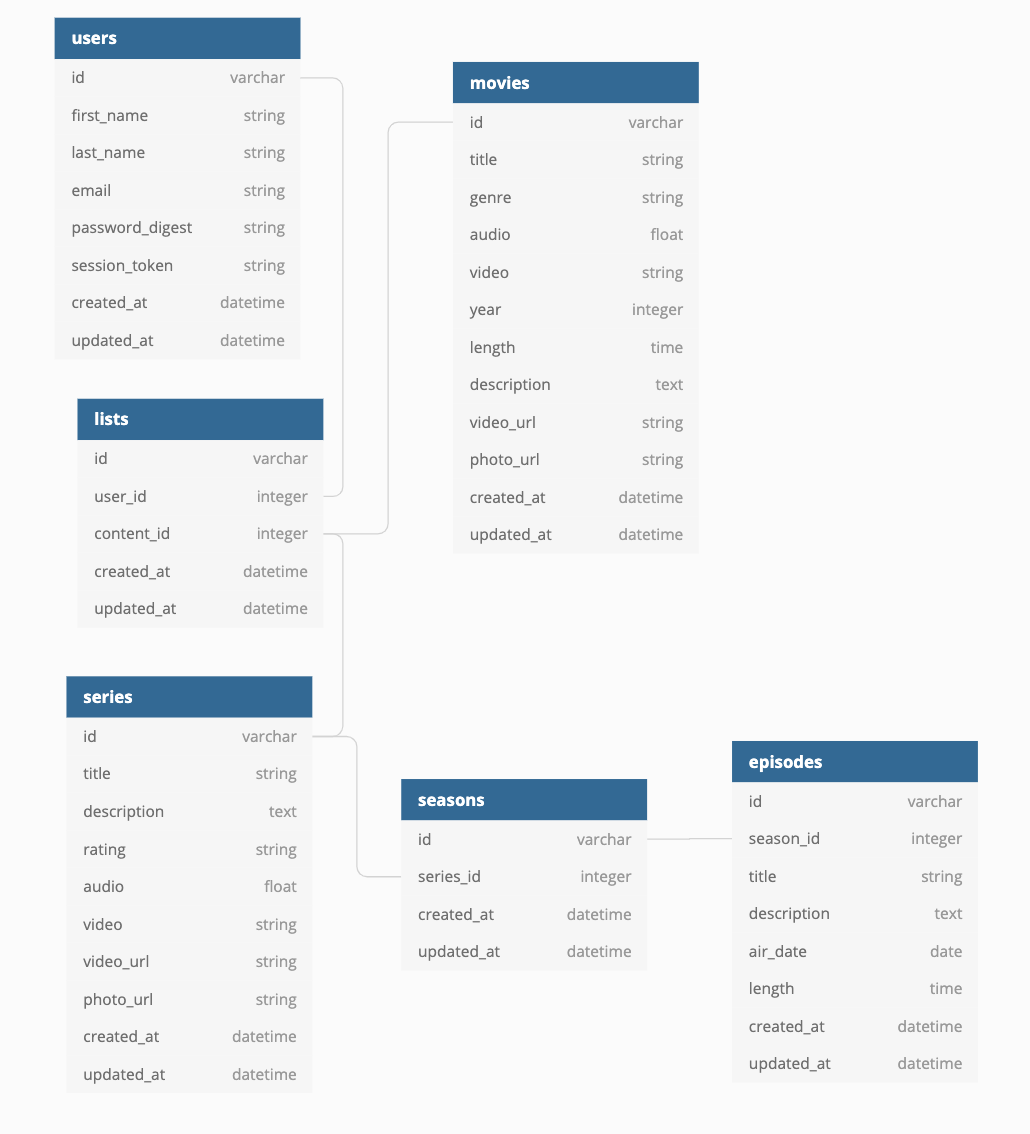 users
id varchar
first_name string
last_name string
email string
password_digest string
session_token string
created_at datetime
updated_at datetime
movies
id varchar
title string
genre string
audio float
video string
year integer
length time
description text
video_url string
photo_url string
created_at datetime
updated_at datetime
lists
id varchar
user_id integer
content_id integer
created_at datetime
updated_at datetime
series
id varchar
title string
description text
rating string
audio float
video string
video_url string
photo_url string
created_at datetime
updated_at datetime
seasons
id varchar
series_id integer
created_at datetime
updated_at datetime
episodes
id varchar
season_id integer
title string
description text
air_date date
length time
created_at datetime
updated_at datetime